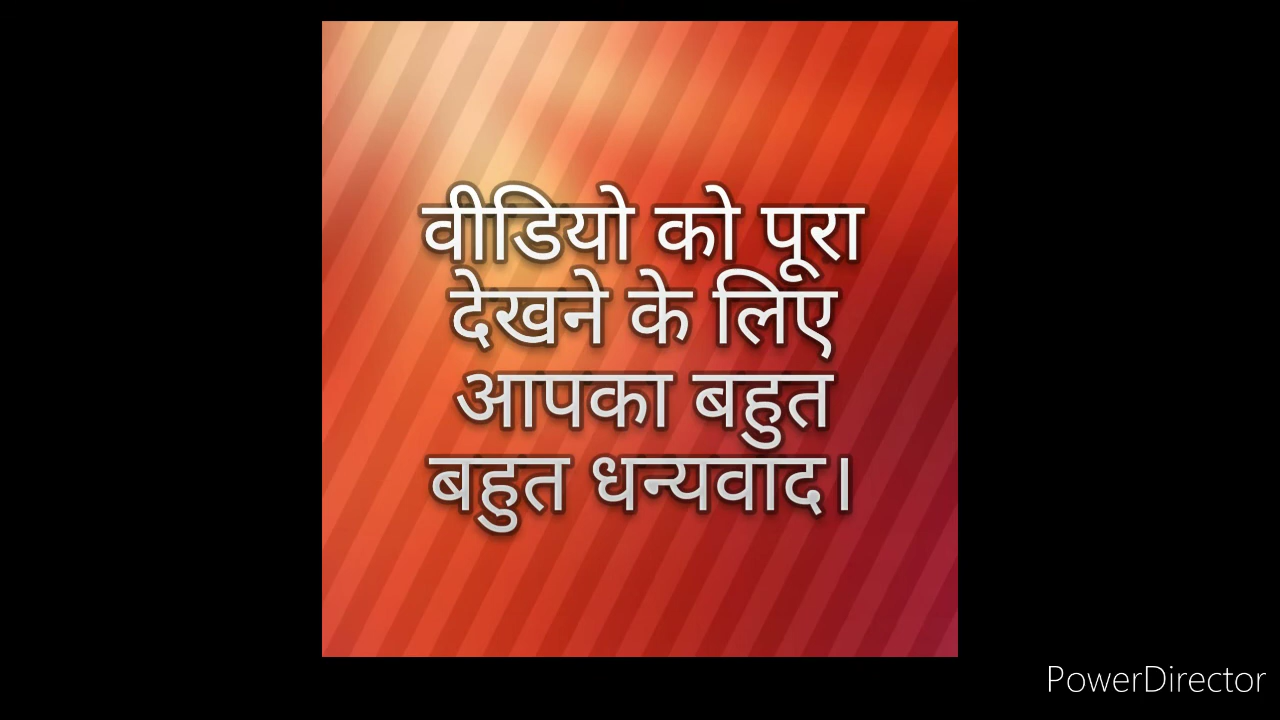 वीडियो को पूरा
देखने के लिए
आपका बहुत
बहुत धन्यवाद।
PowerDirector